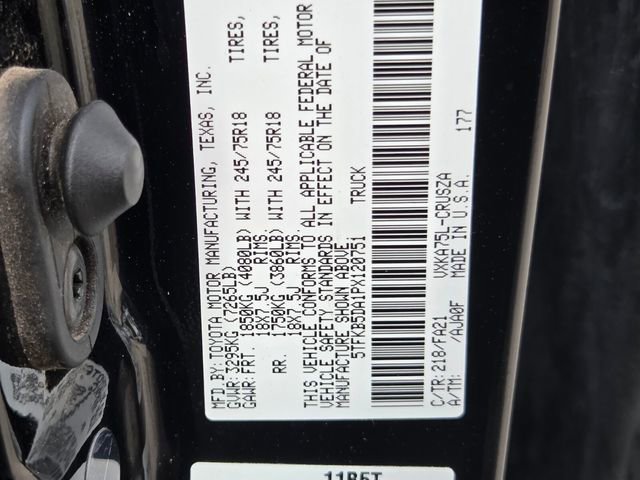 MFD.BY:TOYOTA MOTOR MANUFACTURING, TEXAS, INC.
GVWR:3295KG (7265LB)
GAWR:FRT. 1850KG (4080LB) WITH 245/75R18 TIRES,
18X7.5J RIMS.
RR. 1750KG (3860LB) WITH 245/75R18 TIRES,
18X7.5J RIMS.
THIS VEHICLE CONFORMS TO ALL APPLICABLE FEDERAL MOTOR
VEHICLE SAFETY STANDARDS IN EFFECT ON THE DATE OF
MANUFACTURE SHOWN ABOVE
5TFKB5DA1PX120751 TRUCK
C/TR:218/FA21 VXKA75L-CRUSZA
A/TM: /AJA0F MADE IN U.S.A. 177